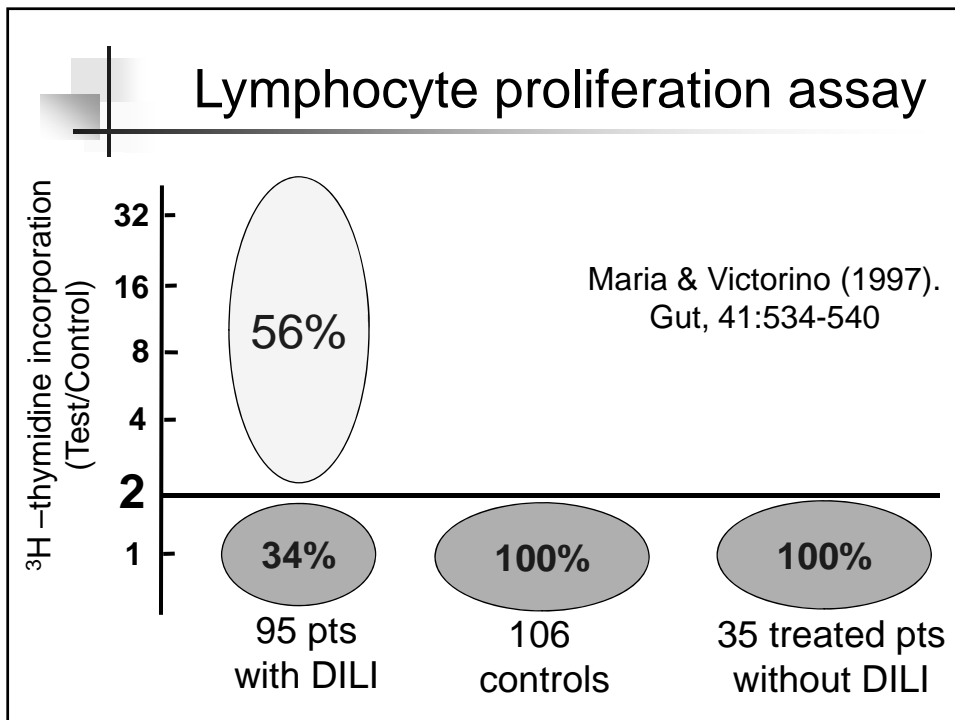 Lymphocyte proliferation assay
³H –thymidine incorporation
(Test/Control)
32
16
8
4
2
1
56%
Maria & Victorino (1997).
Gut, 41:534-540
34%
100%
100%
95 pts
with DILI
106
controls
35 treated pts
without DILI